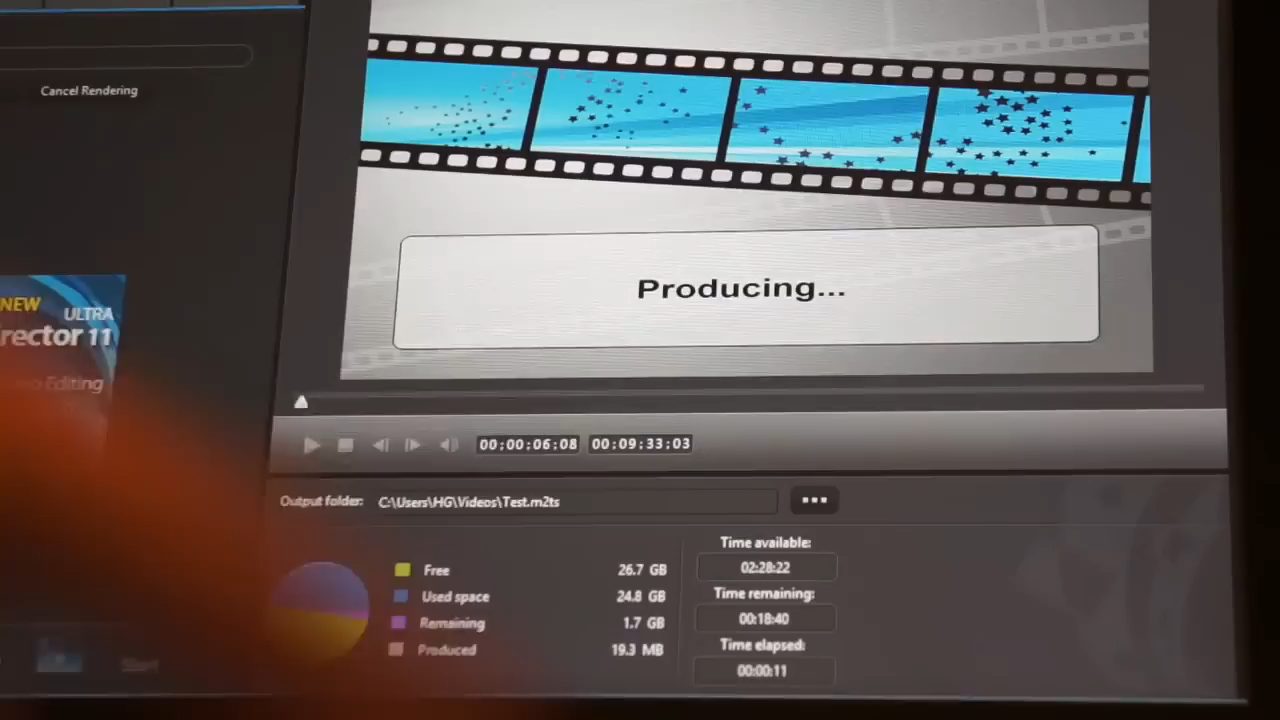 Cancel Rendering
NEW
ULTRA
rector 11
Editing
Producing...
00;00;06;08 00;09;33;03
Output folder: C:\Users\HG\Videos\Test.m2ts
Free 26.7 GB
Used space 24.8 GB
Remaining 1.7 GB
Produced 19.3 MB
Time available:
02:28:22
Time remaining:
00:18:40
Time elapsed:
00:00:11